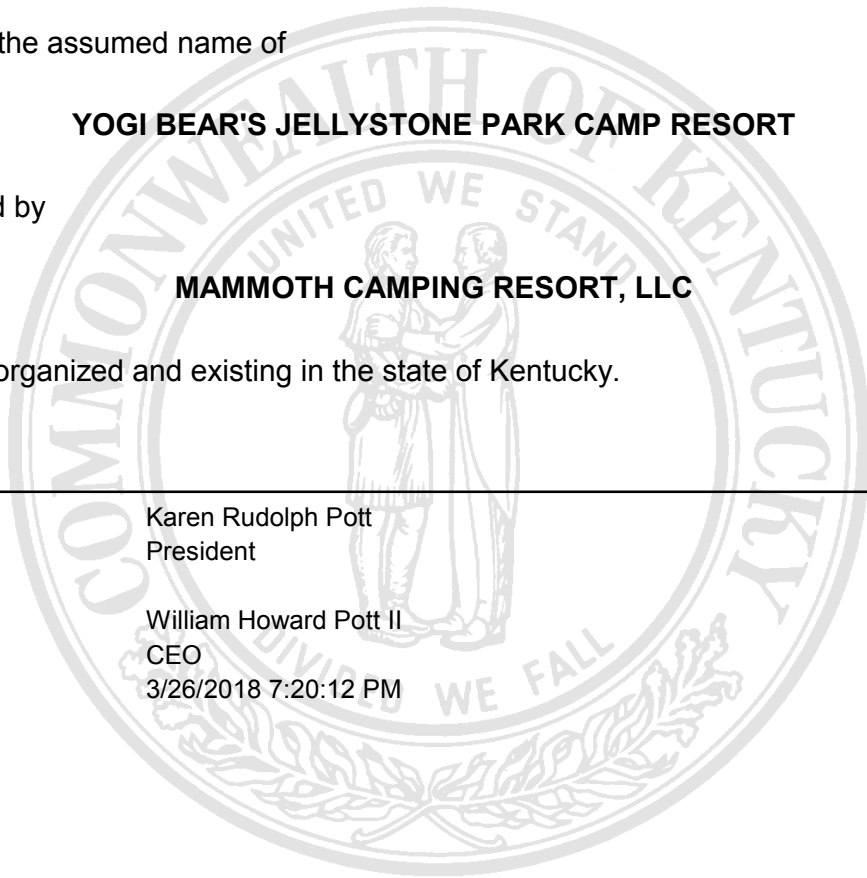 the assumed name of
YOGI BEAR'S JELLYSTONE PARK CAMP RESORT
d by
MAMMOTH CAMPING RESORT, LLC
organized and existing in the state of Kentucky.
Karen Rudolph Pott
President
William Howard Pott II
CEO
3/26/2018 7:20:12 PM
COMMONWEALTH OF KENTUCKY
UNITED WE STAND
DIVIDED WE FALL